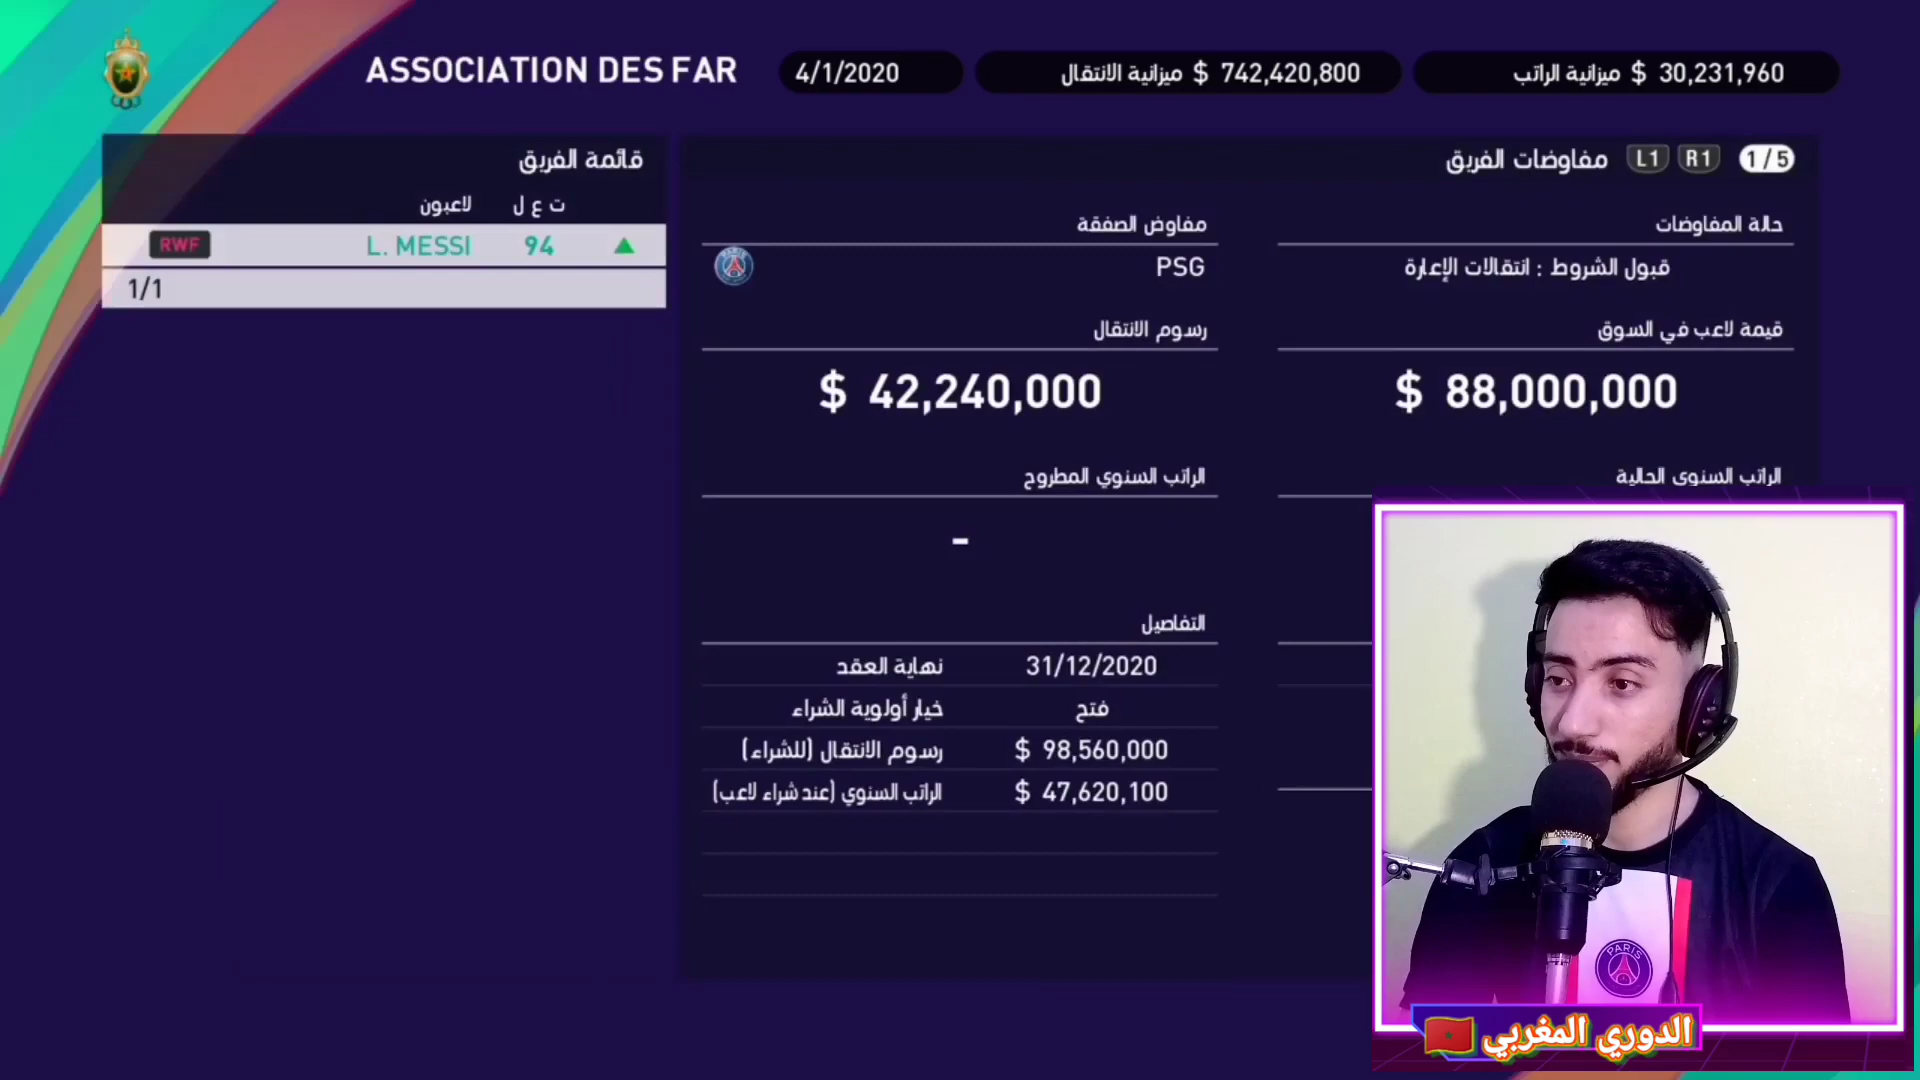 ASSOCIATION DES FAR
4/1/2020
ميزانية الانتقال $ 742,420,800
ميزانية الراتب $ 30,231,960
قائمة الفريق
لاعبون ت ع ل
RWF L. MESSI 94
1/1
مفاوضات الفريق L1 R1 1/5
حالة المفاوضات
قبول الشروط : انتقالات الإعارة
مفاوض الصفقة
PSG
قيمة لاعب في السوق
$ 88,000,000
رسوم الانتقال
$ 42,240,000
الراتب السنوي الحالية
الراتب السنوي المطروح
-
التفاصيل
نهاية العقد 31/12/2020
خيار أولوية الشراء فتح
رسوم الانتقال (للشراء) $ 98,560,000
الراتب السنوي (عند شراء لاعب) $ 47,620,100
PARIS
الدوري المغربي